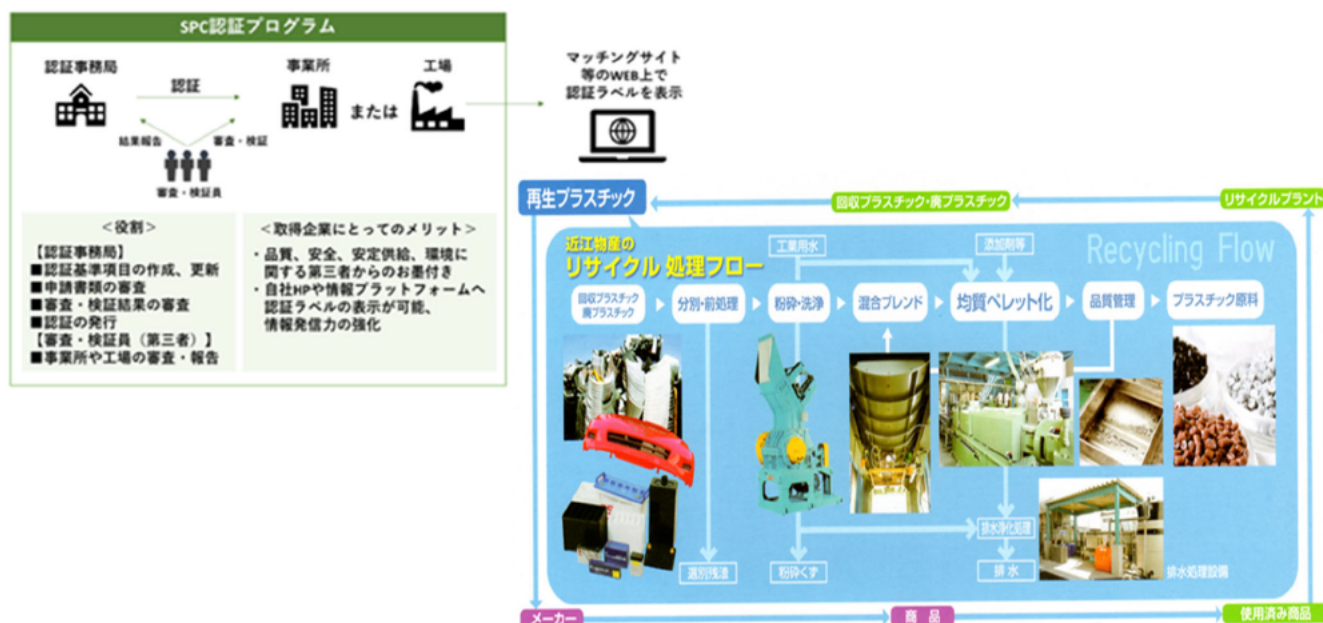 SPC認証プログラム
認証事務局
認証
事業所
または
工場
結果報告
審査・検証
審査・検証員
マッチングサイト
等のWEB上で
認証ラベルを表示
<役割>
【認証事務局】
■認証基準項目の作成、更新
■申請書類の審査
■審査・検証結果の審査
■認証の発行
【審査・検証員（第三者）】
■事業所や工場の審査・報告
<取得企業にとってのメリット>
・品質、安全、安定供給、環境に
関する第三者からのお墨付き
・自社HPや情報プラットフォームへ
認証ラベルの表示が可能、
情報発信力の強化
再生プラスチック
回収プラスチック・廃プラスチック
リサイクルプラント
近江物産の
リサイクル 処理フロー
Recycling Flow
工業用水
添加剤等
回収プラスチック
廃プラスチック
分別・前処理
粉砕・洗浄
混合ブレンド
均質ペレット化
品質管理
プラスチック原料
排水浄化処理
選別残渣
粉砕くず
排水
排水処理設備
メーカー
商品
使用済み商品